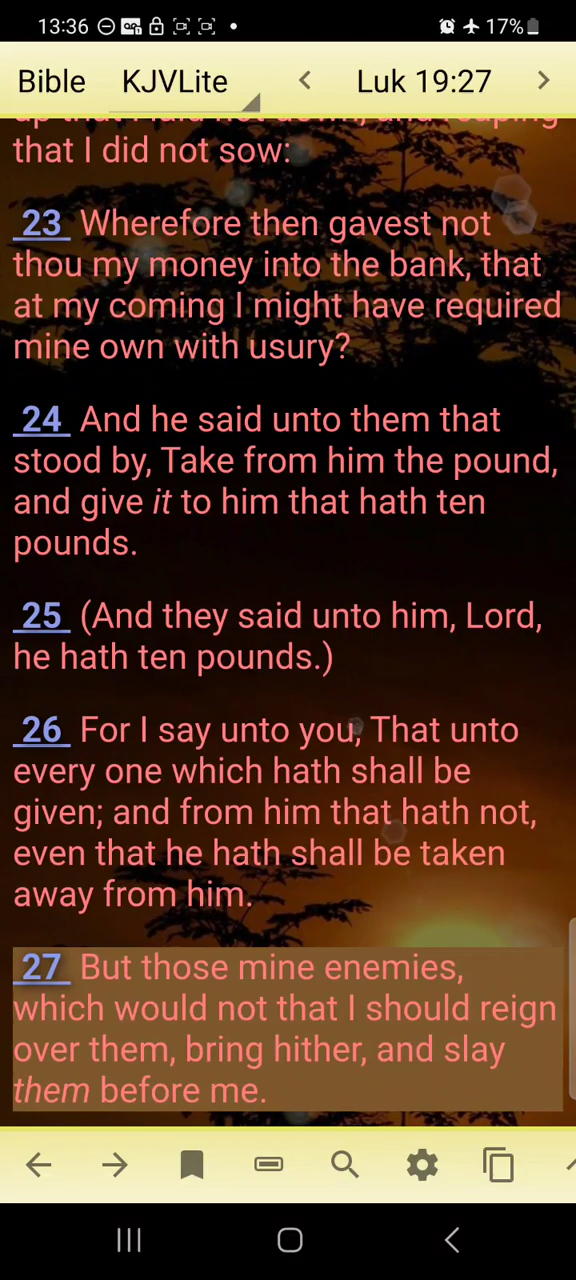 13:36 17%
Bible KJVLite < Luk 19:27 >
that I did not sow:
23 Wherefore then gavest not
thou my money into the bank, that
at my coming I might have required
mine own with usury?
24 And he said unto them that
stood by, Take from him the pound,
and give it to him that hath ten
pounds.
25 (And they said unto him, Lord,
he hath ten pounds.)
26 For I say unto you, That unto
every one which hath shall be
given; and from him that hath not,
even that he hath shall be taken
away from him.
27 But those mine enemies,
which would not that I should reign
over them, bring hither, and slay
them before me.